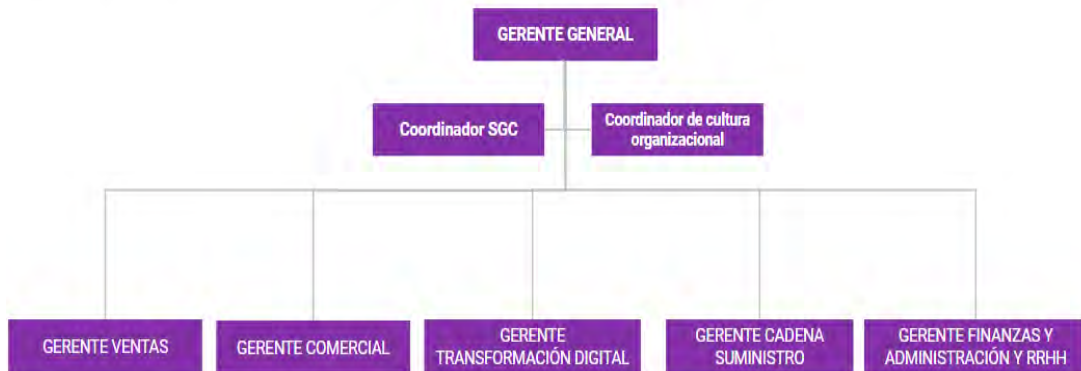 GERENTE GENERAL
Coordinador SGC
Coordinador de cultura
organizacional
GERENTE VENTAS
GERENTE COMERCIAL
GERENTE
TRANSFORMACIÓN DIGITAL
GERENTE CADENA
SUMINISTRO
GERENTE FINANZAS Y
ADMINISTRACIÓN Y RRHH